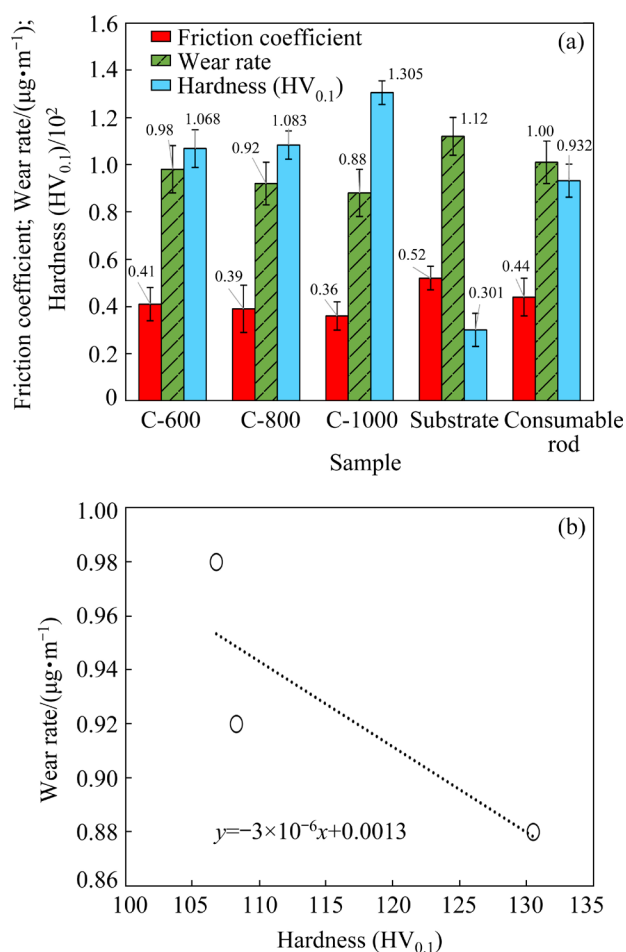 (a)
Friction coefficient
Wear rate
Hardness (HV0.1)
Friction coefficient; Wear rate/(μg•m−1);
Hardness (HV0.1)/10²
1.6
1.4
1.2
1.0
0.8
0.6
0.4
0.2
0
0.41
0.98
1.068
0.39
0.92
1.083
0.36
0.88
1.305
0.52
1.12
0.301
0.44
1.00
0.932
C-600 C-800 C-1000 Substrate Consumable
rod
Sample
(b)
Wear rate/(μg•m−1)
1.00
0.98
0.96
0.94
0.92
0.90
0.88
0.86
y=−3×10−6x+0.0013
100 105 110 115 120 125 130 135
Hardness (HV0.1)